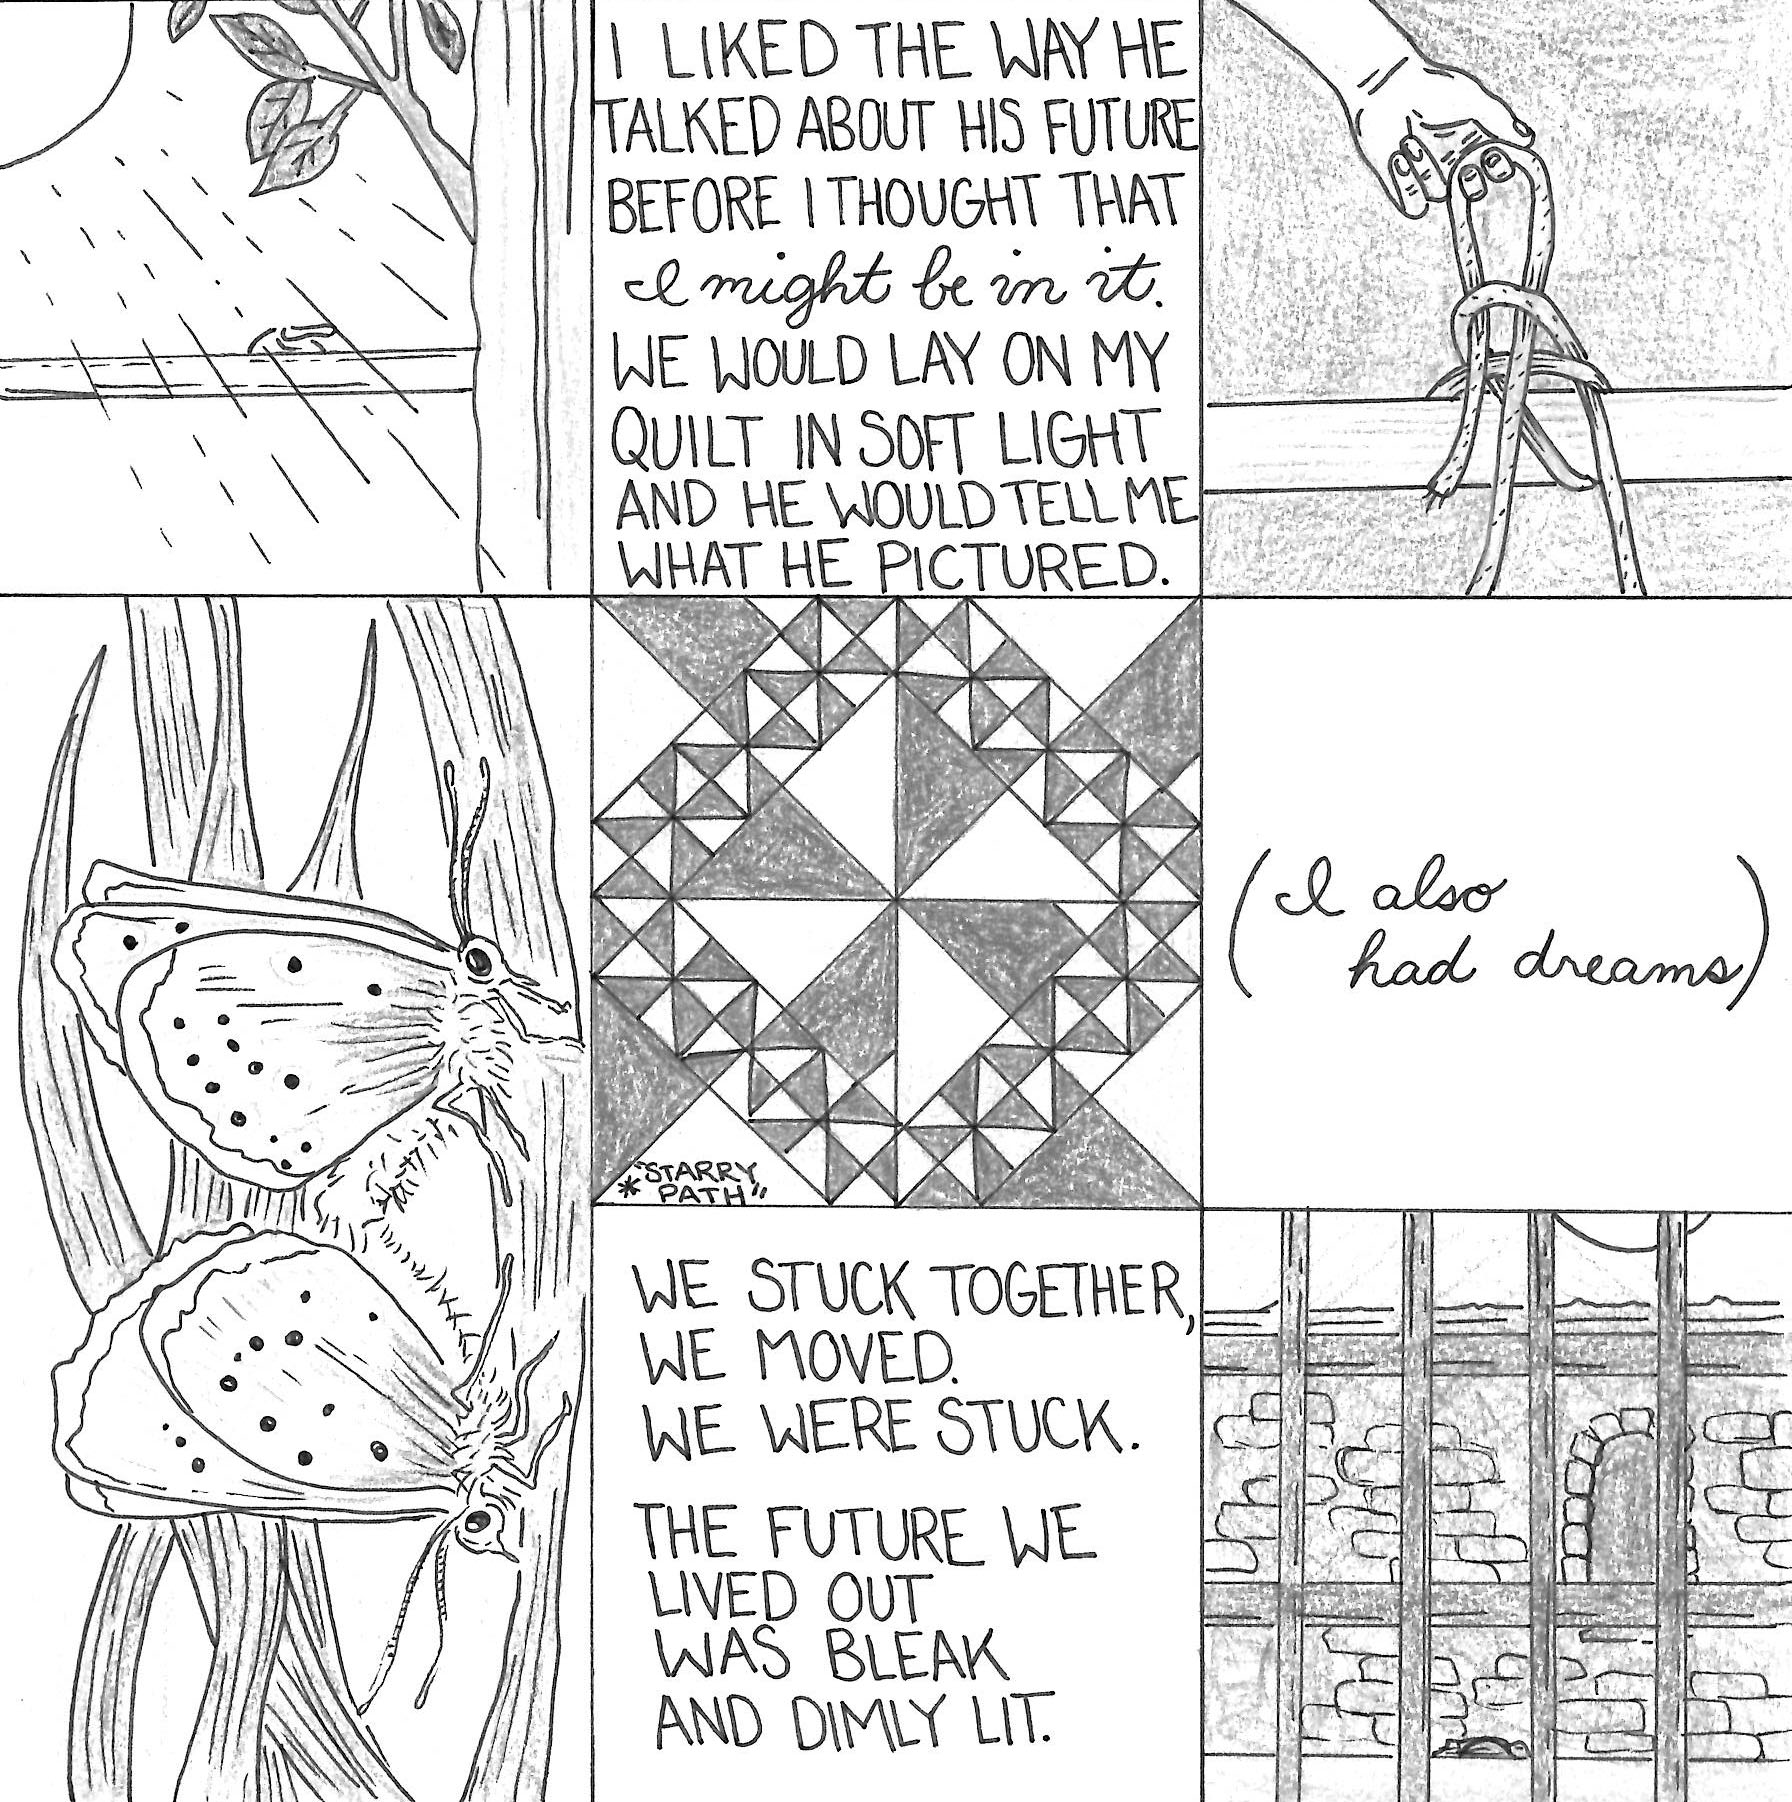 I LIKED THE WAY HE
TALKED ABOUT HIS FUTURE
BEFORE I THOUGHT THAT
I might be in it.
WE WOULD LAY ON MY
QUILT IN SOFT LIGHT
AND HE WOULD TELL ME
WHAT HE PICTURED.
(I also
had dreams)
*"STARRY
PATH"
WE STUCK TOGETHER,
WE MOVED.
WE WERE STUCK.
THE FUTURE WE
LIVED OUT
WAS BLEAK
AND DIMLY LIT.